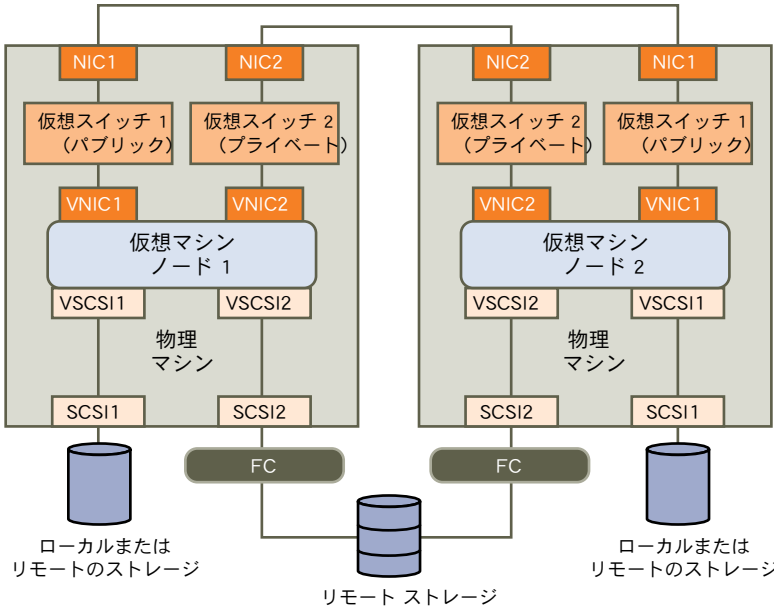 NIC1
NIC2
NIC2
NIC1
仮想スイッチ 1
（パブリック）
仮想スイッチ 2
（プライベート）
仮想スイッチ 2
（プライベート）
仮想スイッチ 1
（パブリック）
VNIC1
VNIC2
VNIC2
VNIC1
仮想マシン
ノード 1
仮想マシン
ノード 2
VSCSI1
VSCSI2
VSCSI2
VSCSI1
物理
マシン
物理
マシン
SCSI1
SCSI2
SCSI2
SCSI1
FC
FC
ローカルまたは
リモートのストレージ
リモート ストレージ
ローカルまたは
リモートのストレージ